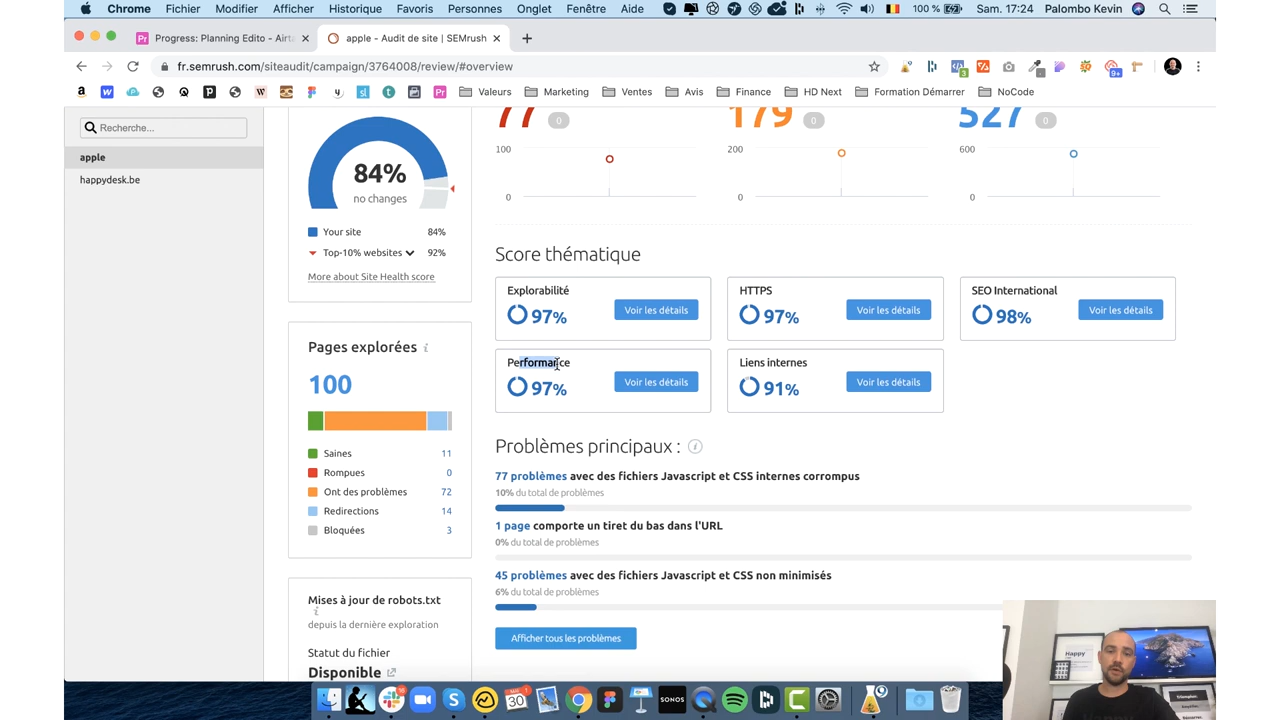 Chrome Fichier Modifier Afficher Historique Favoris Personnes Onglet Fenêtre Aide 100 % Sam. 17:24 Palombo Kevin
Progress: Planning Edito - Airta
apple - Audit de site | SEMrush
fr.semrush.com/siteaudit/campaign/3764008/review/#overview
Valeurs Marketing Ventes Avis Finance HD Next Formation Démarrer NoCode
Recherche...
apple
happydesk.be
84%
no changes
Your site 84%
Top-10% websites 92%
More about Site Health score
Pages explorées
100
Saines 11
Rompues 0
Ont des problèmes 72
Redirections 14
Bloquées 3
Mises à jour de robots.txt
depuis la dernière exploration
Statut du fichier
Disponible
77 0
100
0
179 0
200
0
527 0
600
0
Score thématique
Explorabilité
97%
Voir les détails
HTTPS
97%
Voir les détails
SEO International
98%
Voir les détails
Performance
97%
Voir les détails
Liens internes
91%
Voir les détails
Problèmes principaux :
77 problèmes avec des fichiers Javascript et CSS internes corrompus
10% du total de problèmes
1 page comporte un tiret du bas dans l'URL
0% du total de problèmes
45 problèmes avec des fichiers Javascript et CSS non minimisés
6% du total de problèmes
Afficher tous les problèmes
Happy
30
SONOS